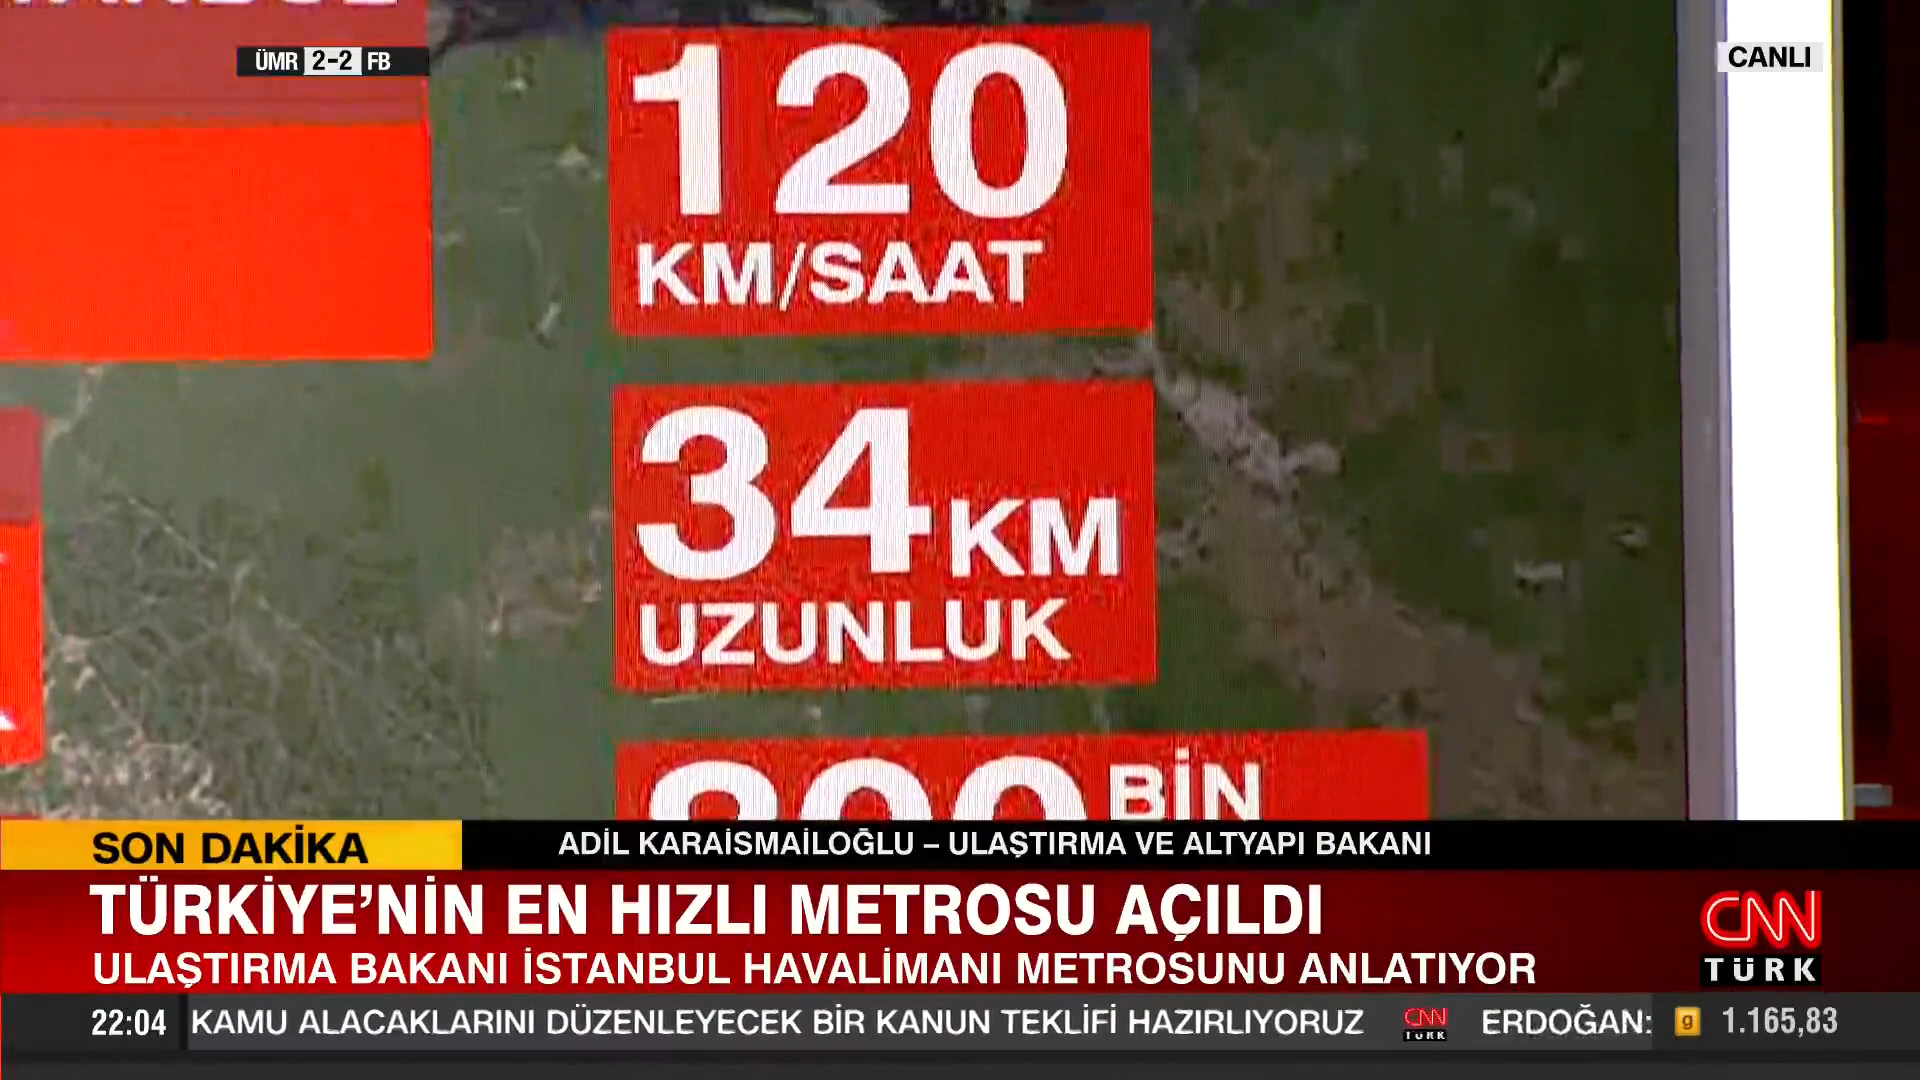 ÜMR 2-2 FB
CANLI
120
KM/SAAT
34 KM
UZUNLUK
BİN
SON DAKİKA
ADİL KARAİSMAİLOĞLU – ULAŞTIRMA VE ALTYAPI BAKANI
TÜRKİYE'NİN EN HIZLI METROSU AÇILDI
ULAŞTIRMA BAKANI İSTANBUL HAVALİMANI METROSUNU ANLATIYOR
CNN
TÜRK
22:04 KAMU ALACAKLARINI DÜZENLEYECEK BİR KANUN TEKLİFİ HAZIRLIYORUZ CNN TÜRK ERDOĞAN: g 1.165,83